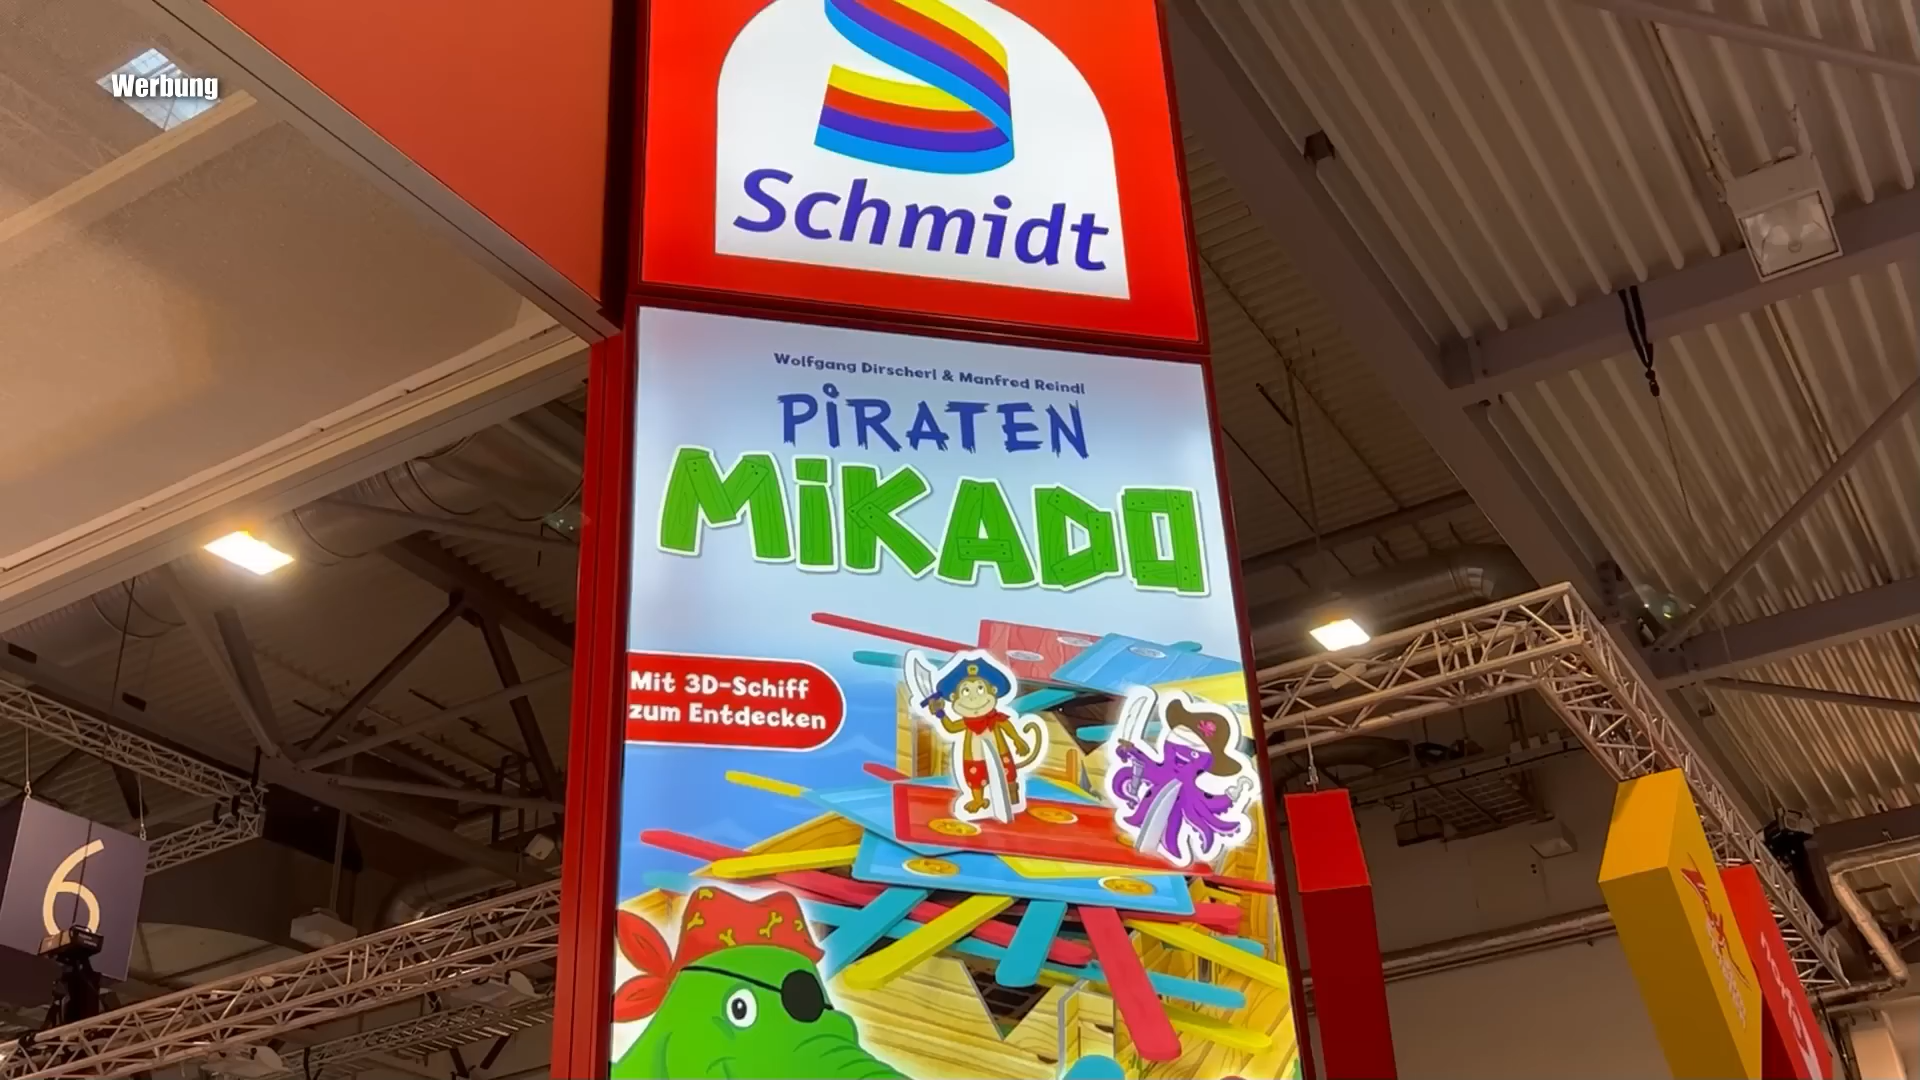 Werbung
Schmidt
Wolfgang Dirscherl & Manfred Reindl
PiRATEN
MiKADO
Mit 3D-Schiff
zum Entdecken
6